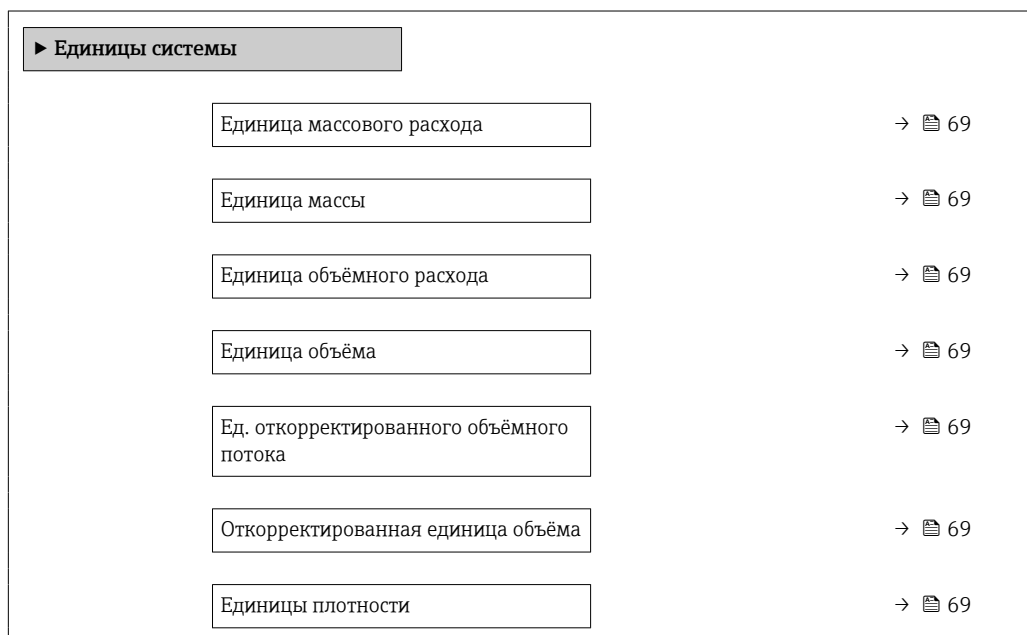 ▶ Единицы системы
Единица массового расхода → 🖹 69
Единица массы → 🖹 69
Единица объёмного расхода → 🖹 69
Единица объёма → 🖹 69
Ед. откорректированного объёмного → 🖹 69
потока
Откорректированная единица объёма → 🖹 69
Единицы плотности → 🖹 69